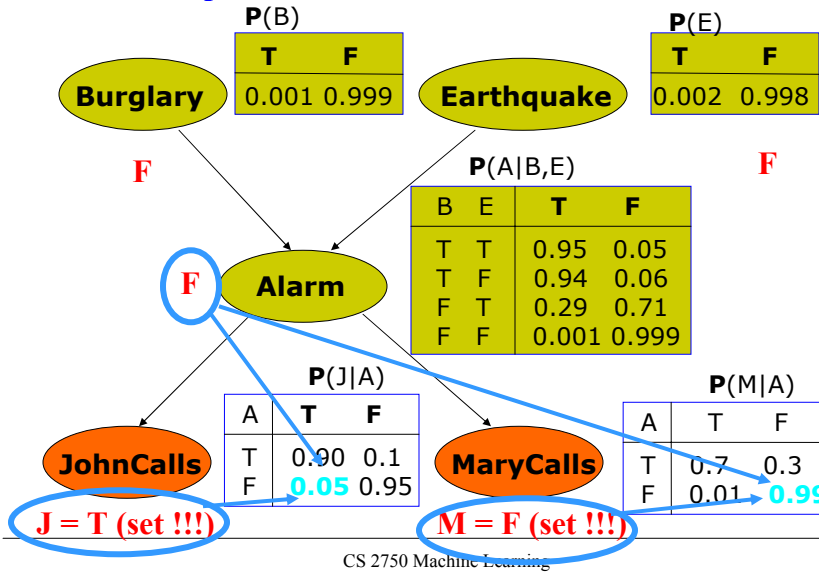 P(B)
T F
0.001 0.999
Burglary
P(E)
T F
0.002 0.998
Earthquake
F
F
P(A|B,E)
B E T F
T T 0.95 0.05
T F 0.94 0.06
F T 0.29 0.71
F F 0.001 0.999
F
Alarm
P(J|A)
A T F
T 0.90 0.1
F 0.05 0.95
P(M|A)
A T F
T 0.7 0.3
F 0.01 0.99
JohnCalls
MaryCalls
J = T (set !!!)
M = F (set !!!)
CS 2750 Machine Learning